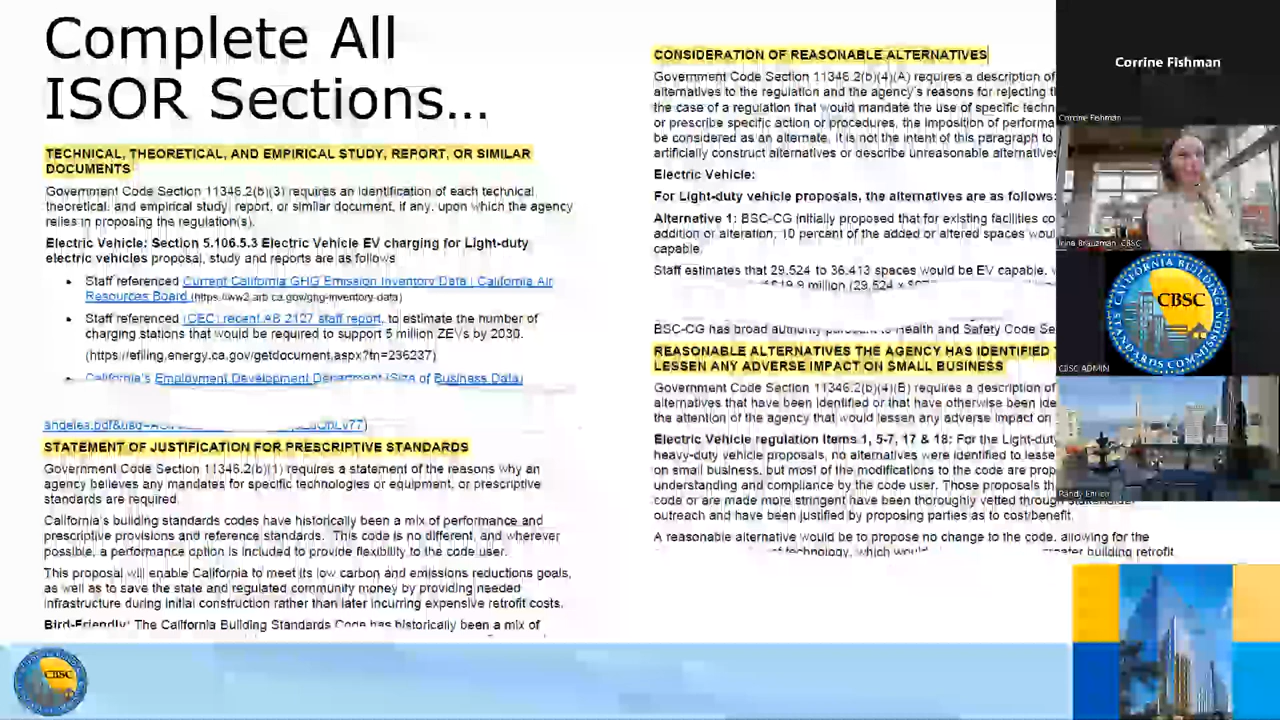 Complete All
ISOR Sections...
TECHNICAL, THEORETICAL, AND EMPIRICAL STUDY, REPORT, OR SIMILAR
DOCUMENTS
Government Code Section 11346.2(b)(3) requires an identification of each technical,
theoretical, and empirical study, report, or similar document, if any, upon which the agency
relies in proposing the regulation(s).
Electric Vehicle: Section 5.106.5.3 Electric Vehicle EV charging for Light-duty
electric vehicles proposal, study and reports are as follows
• Staff referenced Current California GHG Emission Inventory Data | California Air
Resources Board (https://ww2.arb.ca.gov/ghg-inventory-data)
• Staff referenced (CEC) recent AB 2127 staff report, to estimate the number of
charging stations that would be required to support 5 million ZEVs by 2030.
(https://efiling.energy.ca.gov/getdocument.aspx?tn=236237)
• California's Employment Development Department (Size of Business Data)
STATEMENT OF JUSTIFICATION FOR PRESCRIPTIVE STANDARDS
Government Code Section 11346.2(b)(1) requires a statement of the reasons why an
agency believes any mandates for specific technologies or equipment, or prescriptive
standards are required.
California's building standards codes have historically been a mix of performance and
prescriptive provisions and reference standards. This code is no different, and wherever
possible, a performance option is included to provide flexibility to the code user.
This proposal will enable California to meet its low carbon and emissions reductions goals,
as well as to save the state and regulated community money by providing needed
infrastructure during initial construction rather than later incurring expensive retrofit costs.
Bird-Friendly: The California Building Standards Code has historically been a mix of
CONSIDERATION OF REASONABLE ALTERNATIVES
Government Code Section 11346.2(b)(4)(A) requires a description of
alternatives to the regulation and the agency's reasons for rejecting
the case of a regulation that would mandate the use of specific
or prescribe specific action or procedures, the imposition of
be considered as an alternate. It is not the intent of this paragraph to
artificially construct alternatives or describe unreasonable alternatives
Electric Vehicle:
For Light-duty vehicle proposals, the alternatives are as follows:
Alternative 1: BSC-CG initially proposed that for existing facilities
addition or alteration, 10 percent of the added or altered spaces
capable.
Staff estimates that 29,524 to 36,413 spaces would be EV capable,
BSC-CG has broad authority pursuant to Health and Safety Code
REASONABLE ALTERNATIVES THE AGENCY HAS IDENTIFIED
LESSEN ANY ADVERSE IMPACT ON SMALL BUSINESS
Government Code Section 11346.2(b)(4)(B) requires a description of
alternatives that have been identified or that have otherwise been
the attention of the agency that would lessen any adverse impact on
Electric Vehicle regulation Items 1, 5-7, 17 & 18: For the Light-duty
heavy-duty vehicle proposals, no alternatives were identified to
on small business, but most of the modifications to the code are
understanding and compliance by the code user. Those proposals
code or are made more stringent have been thoroughly vetted through stakeholder
outreach and have been justified by proposing parties as to cost/benefit.
A reasonable alternative would be to propose no change to the code, allowing for the
of technology, which would greater building retrofit
Corrine Fishman
Corrine Fishman
Irina Brauzman, CBSC
CALIFORNIA BUILDING STANDARDS COMMISSION
CBSC
CBSC ADMIN
Randy Enrico
CBSC